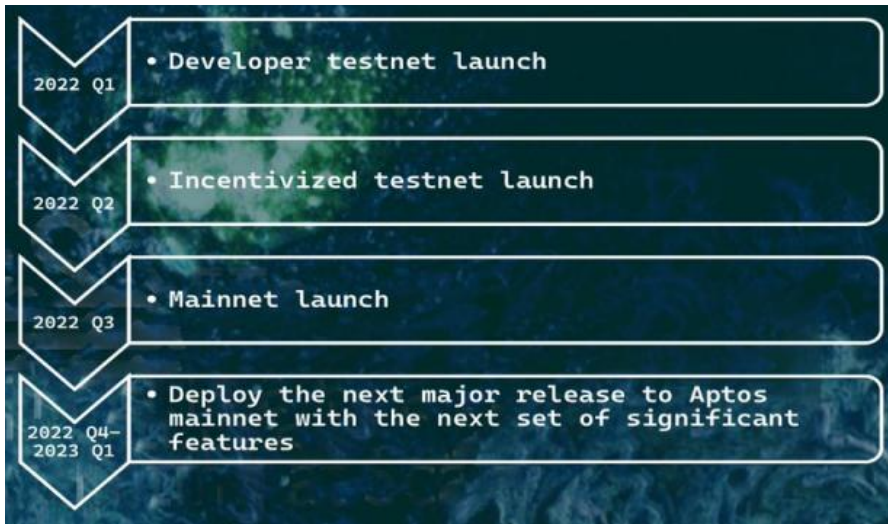 2022 Q1
• Developer testnet launch
2022 Q2
• Incentivized testnet launch
2022 Q3
• Mainnet launch
2022 Q4–
2023 Q1
• Deploy the next major release to Aptos
mainnet with the next set of significant
features